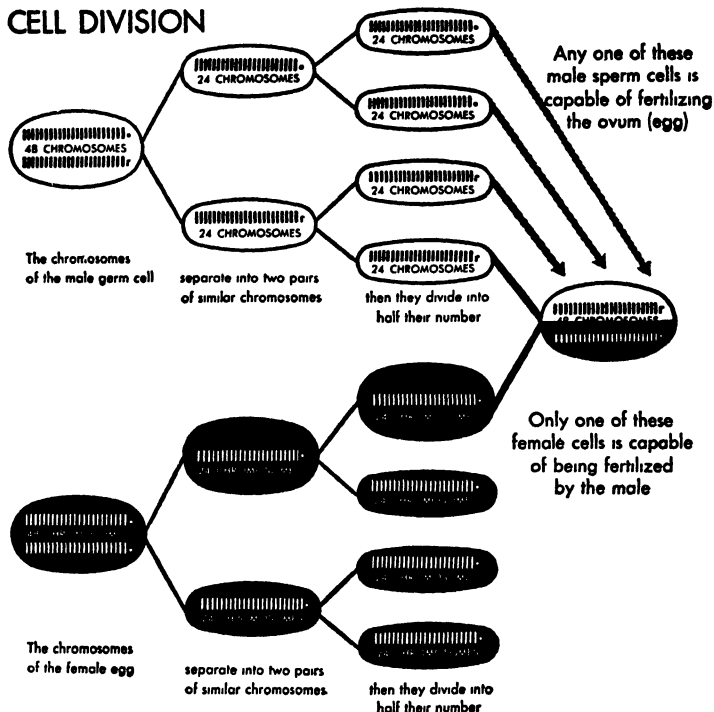 CELL DIVISION
24 CHROMOSOMES
24 CHROMOSOMES
24 CHROMOSOMES
Any one of these
male sperm cells is
capable of fertilizing
the ovum (egg)
48 CHROMOSOMES
r
24 CHROMOSOMES
r
24 CHROMOSOMES
r
24 CHROMOSOMES
r
The chromosomes
of the male germ cell
separate into two pairs
of similar chromosomes
then they divide into
half their number
r
48 CHROMOSOMES
Only one of these
female cells is capable
of being fertilized
by the male
The chromosomes
of the female egg
separate into two pairs
of similar chromosomes
then they divide into
half their number